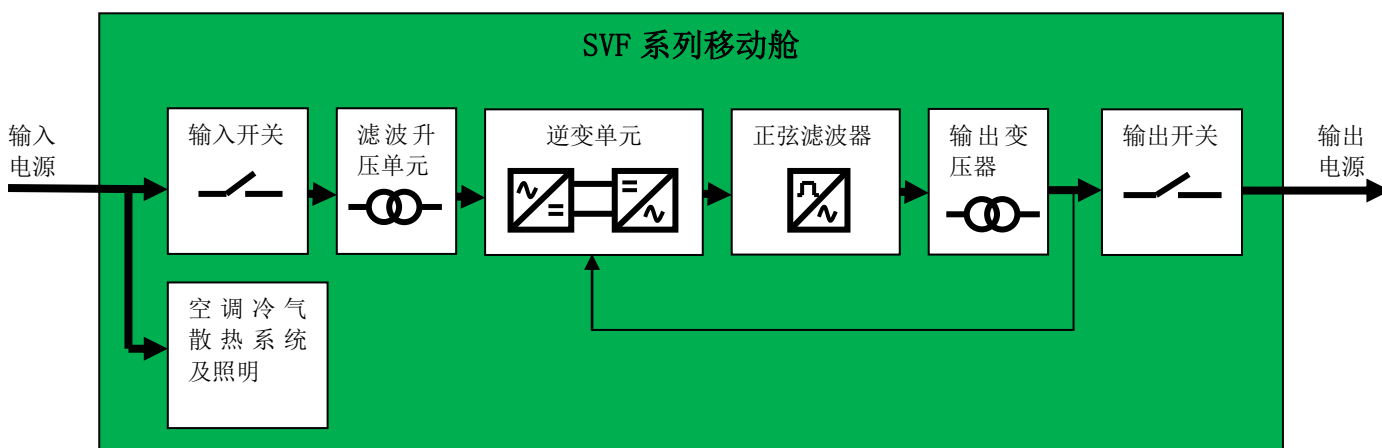 SVF 系列移动舱
输入
电源
输入开关
滤波升
压单元
逆变单元
正弦滤波器
输出变
压器
输出开关
输出
电源
空调冷气
散热系统
及照明